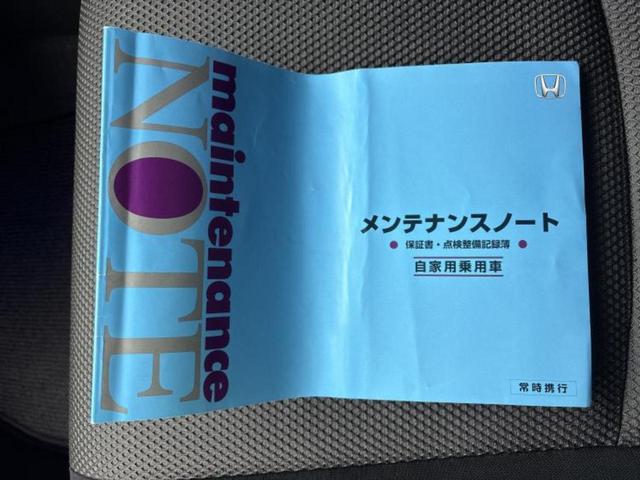 maintenance
NOTE
メンテナンスノート
● 保証書・点検整備記録簿 ●
自家用乗用車
常時携行